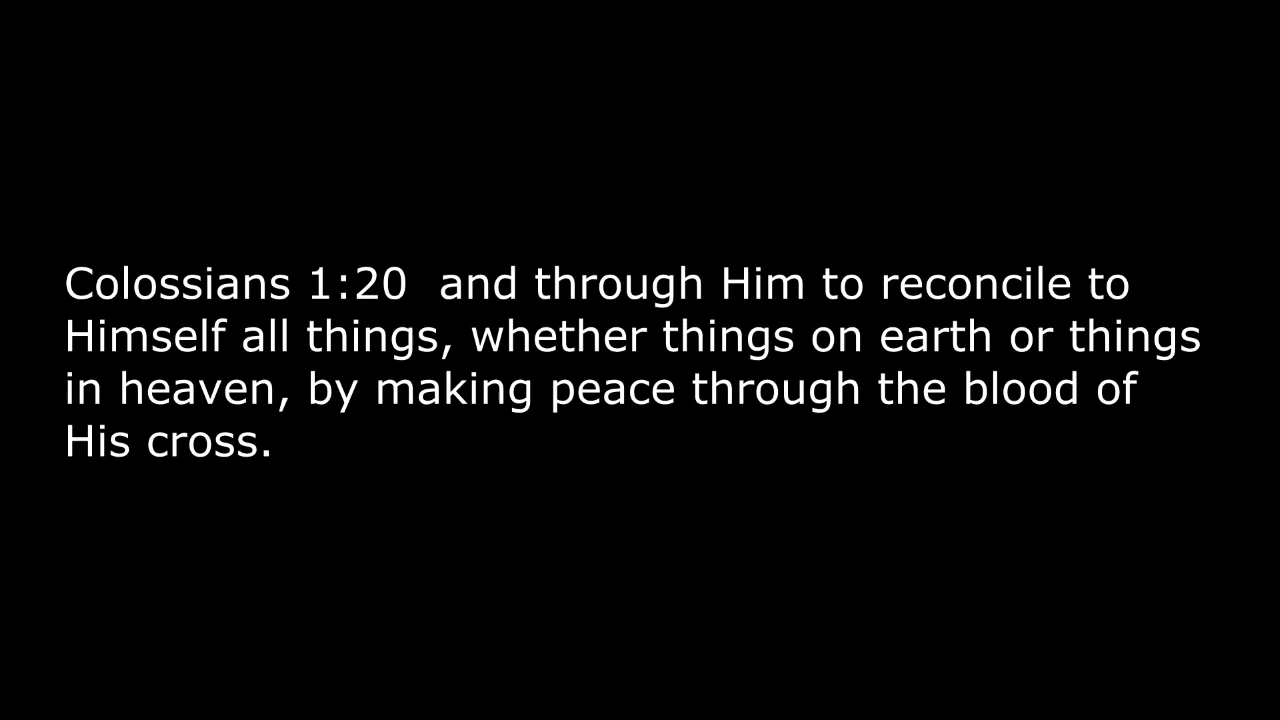 Colossians 1:20  and through Him to reconcile to
Himself all things, whether things on earth or things
in heaven, by making peace through the blood of
His cross.